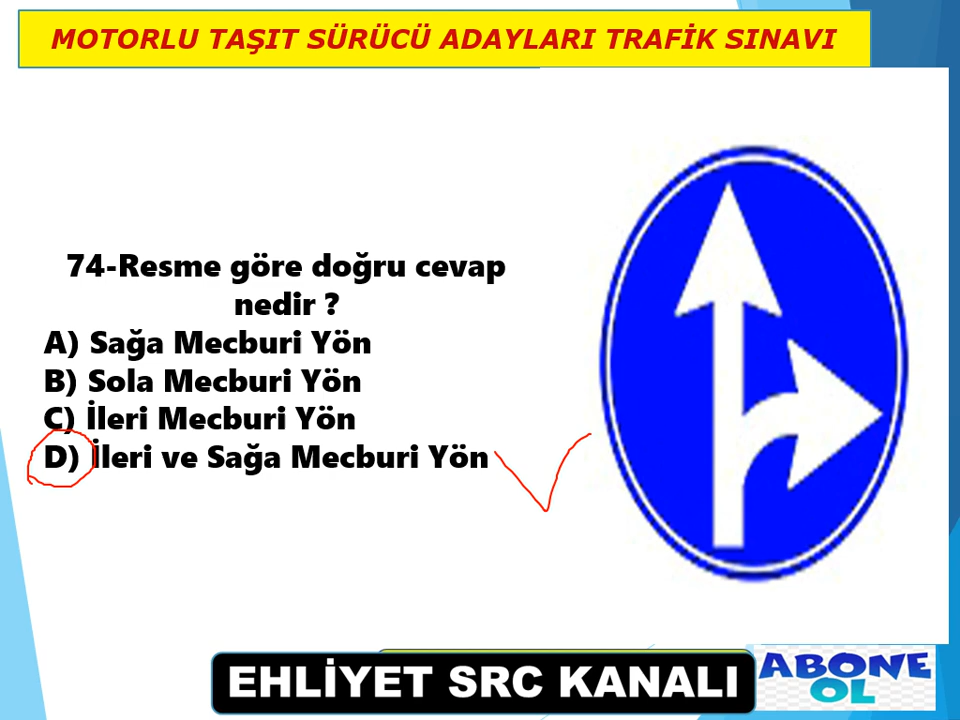 MOTORLU TAŞIT SÜRÜCÜ ADAYLARI TRAFİK SINAVI
74-Resme göre doğru cevap
nedir ?
A) Sağa Mecburi Yön
B) Sola Mecburi Yön
C) İleri Mecburi Yön
D) İleri ve Sağa Mecburi Yön
EHLİYET SRC KANALI
ABONE
OL